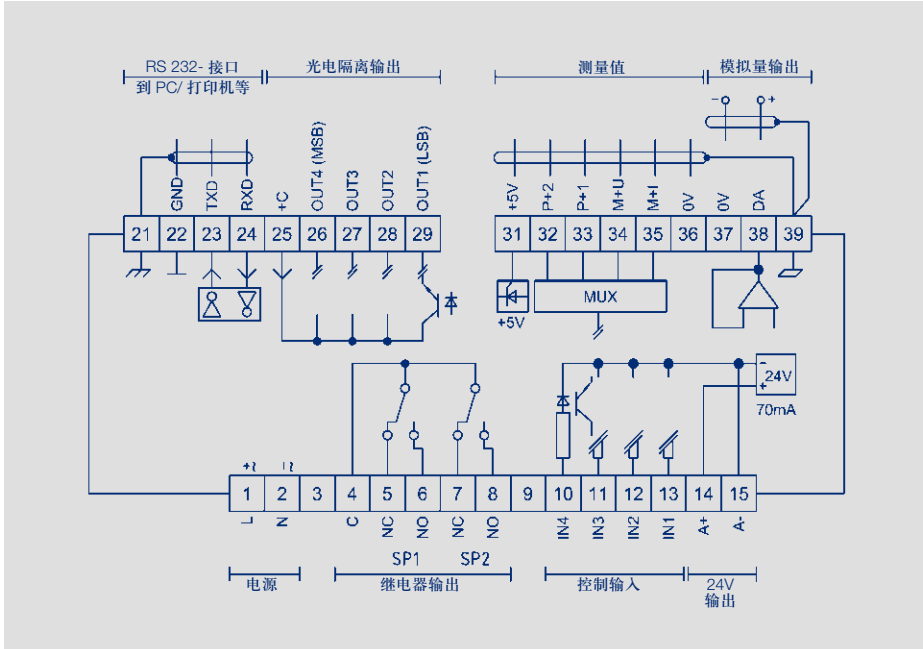 RS 232- 接口
到 PC/ 打印机等
光电隔离输出
测量值
模拟量输出
− +
GND TXD RXD +C OUT4 (MSB) OUT3 OUT2 OUT1 (LSB)
+5V P+2 P+1 M+U M+I 0V 0V DA
21 22 23 24 25 26 27 28 29
31 32 33 34 35 36 37 38 39
+5V
MUX
−
24V
+
70mA
+~ −~
1 2 3 4 5 6 7 8 9 10 11 12 13 14 15
L N C NC NO NC NO IN4 IN3 IN2 IN1 A+ A-
SP1 SP2
电源
继电器输出
控制输入
24V
输出